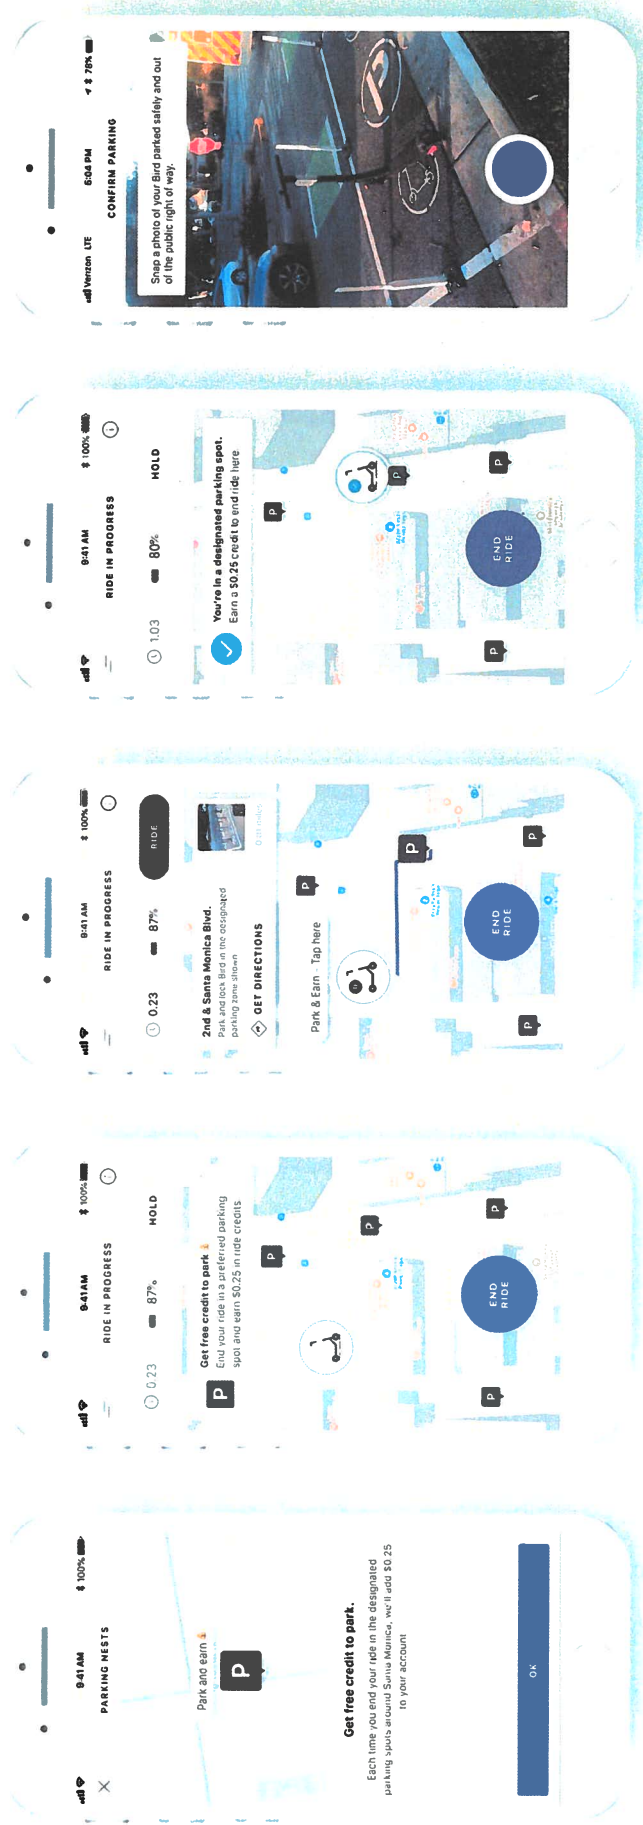 9:41 AM
100%
PARKING NESTS
Park and earn
P
Get free credit to park.
Each time you end your ride in the designated
parking spots around Santa Monica, we'll add $0.25
to your account
OK
9:41 AM
100%
RIDE IN PROGRESS
0.23
87%
HOLD
P
Get free credit to park
End your ride in a preferred parking
spot and earn $0.25 in ride credits
P
P
P
P
END
RIDE
9:41 AM
100%
RIDE IN PROGRESS
0.23
87%
RIDE
2nd & Santa Monica Blvd.
Park and lock Bird in the designated
parking zone shown
GET DIRECTIONS
Park & Earn - Tap here
P
P
P
P
END
RIDE
9:41 AM
100%
RIDE IN PROGRESS
1.03
80%
HOLD
You're in a designated parking spot.
Earn a $0.25 credit to end ride here
P
P
P
P
END
RIDE
Verizon LTE
5:04 PM
78%
CONFIRM PARKING
Snap a photo of your Bird parked safely and out
of the public right of way.